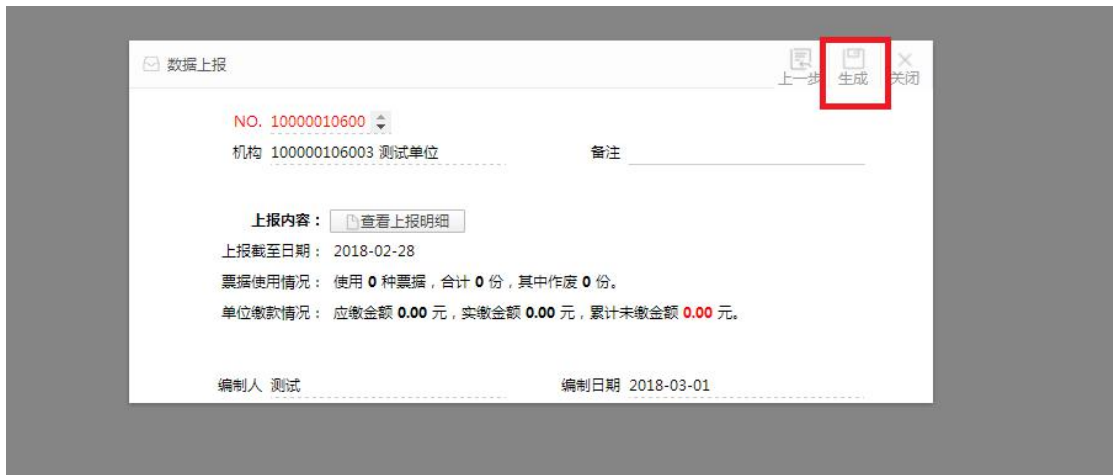 数据上报
上一步 生成 关闭
NO. 10000010600
机构 100000106003 测试单位 备注
上报内容： 查看上报明细
上报截至日期： 2018-02-28
票据使用情况： 使用 0 种票据，合计 0 份，其中作废 0 份。
单位缴款情况： 应缴金额 0.00 元，实缴金额 0.00 元，累计未缴金额 0.00 元。
编制人 测试 编制日期 2018-03-01